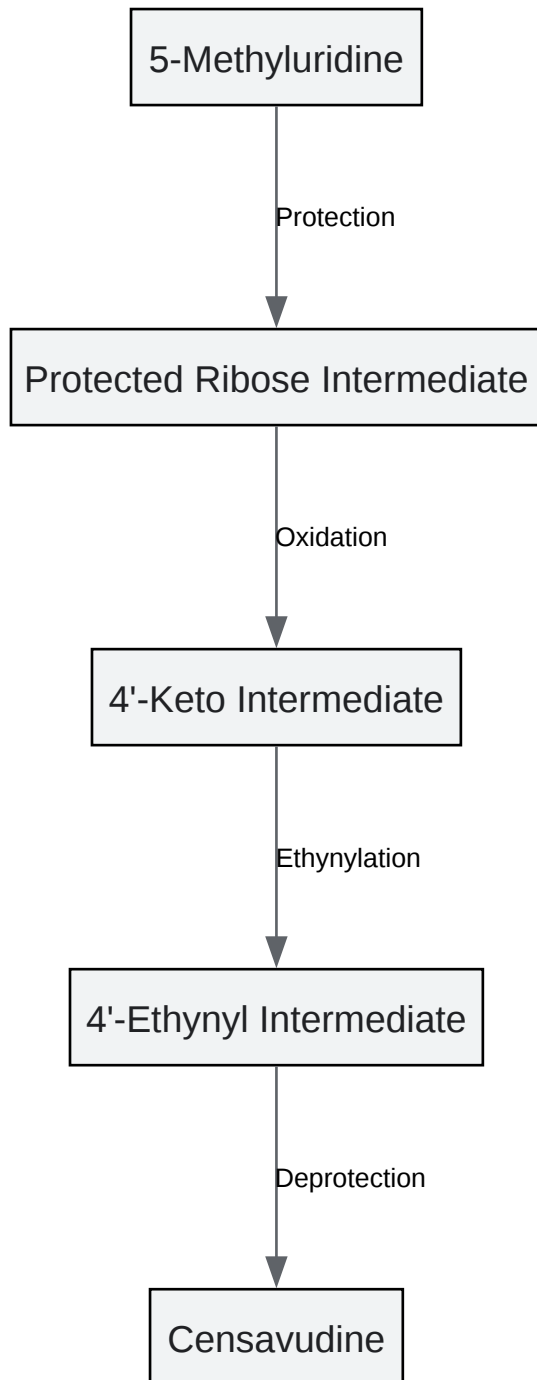 5-Methyluridine
Protection
Protected Ribose Intermediate
Oxidation
4'-Keto Intermediate
Ethynylation
4'-Ethynyl Intermediate
Deprotection
Censavudine